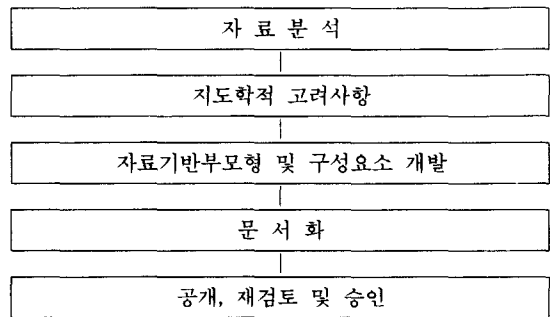 자 료 분 석
지도학적 고려사항
자료기반부모형 및 구성요소 개발
문 서 화
공개, 재검토 및 승인